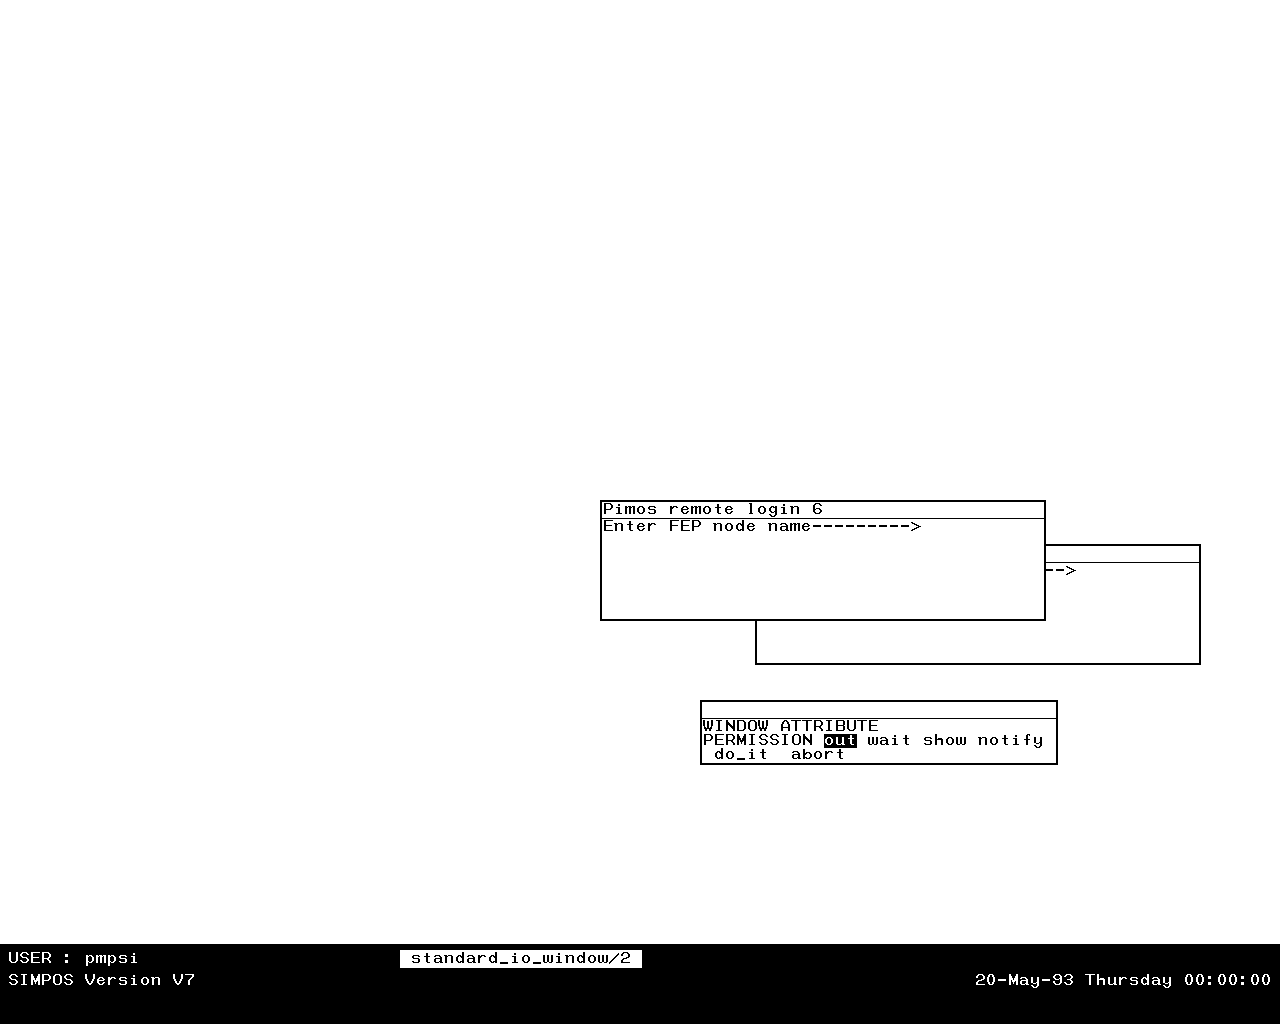 Pimos remote login 6
Enter FEP node name--------->
-->
WINDOW ATTRIBUTE
PERMISSION out wait show notify
do_it abort
USER : pmpsi
standard_io_window/2
SIMPOS Version V7
20-May-93 Thursday 00:00:00